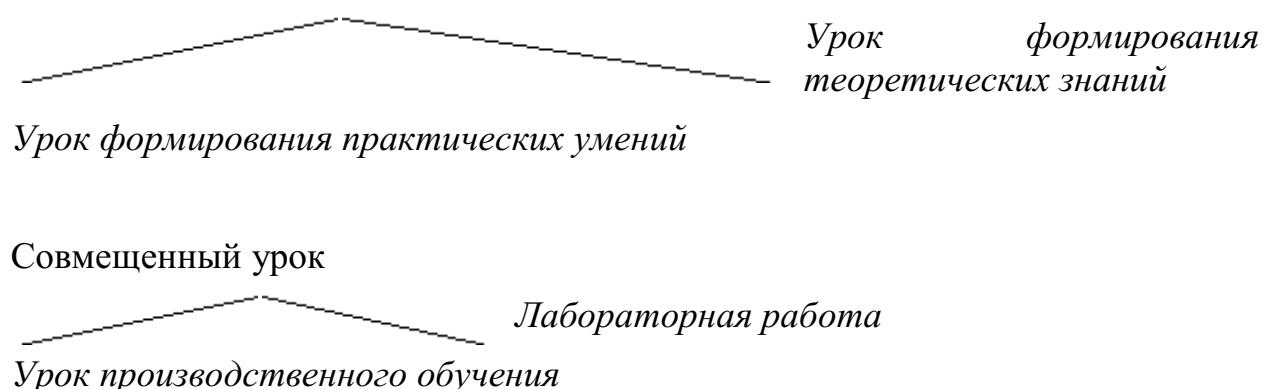 Урок формирования
теоретических знаний
Урок формирования практических умений
Совмещенный урок
Лабораторная работа
Урок производственного обучения